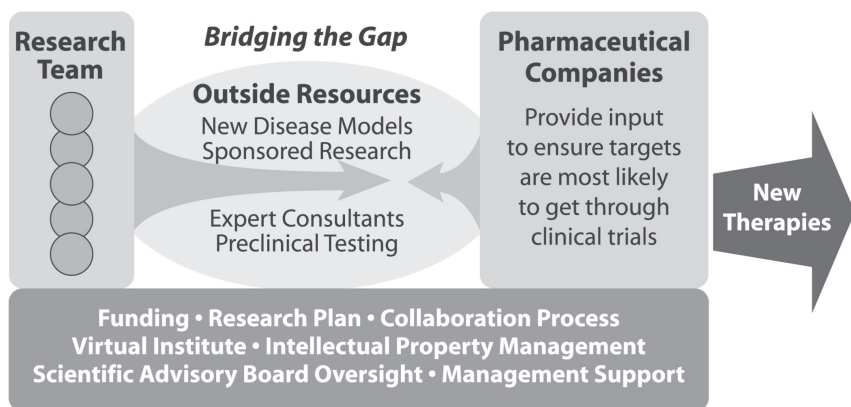 Research
Team
Bridging the Gap
Outside Resources
New Disease Models
Sponsored Research
Expert Consultants
Preclinical Testing
Pharmaceutical
Companies
Provide input
to ensure targets
are most likely
to get through
clinical trials
New
Therapies
Funding • Research Plan • Collaboration Process
Virtual Institute • Intellectual Property Management
Scientific Advisory Board Oversight • Management Support